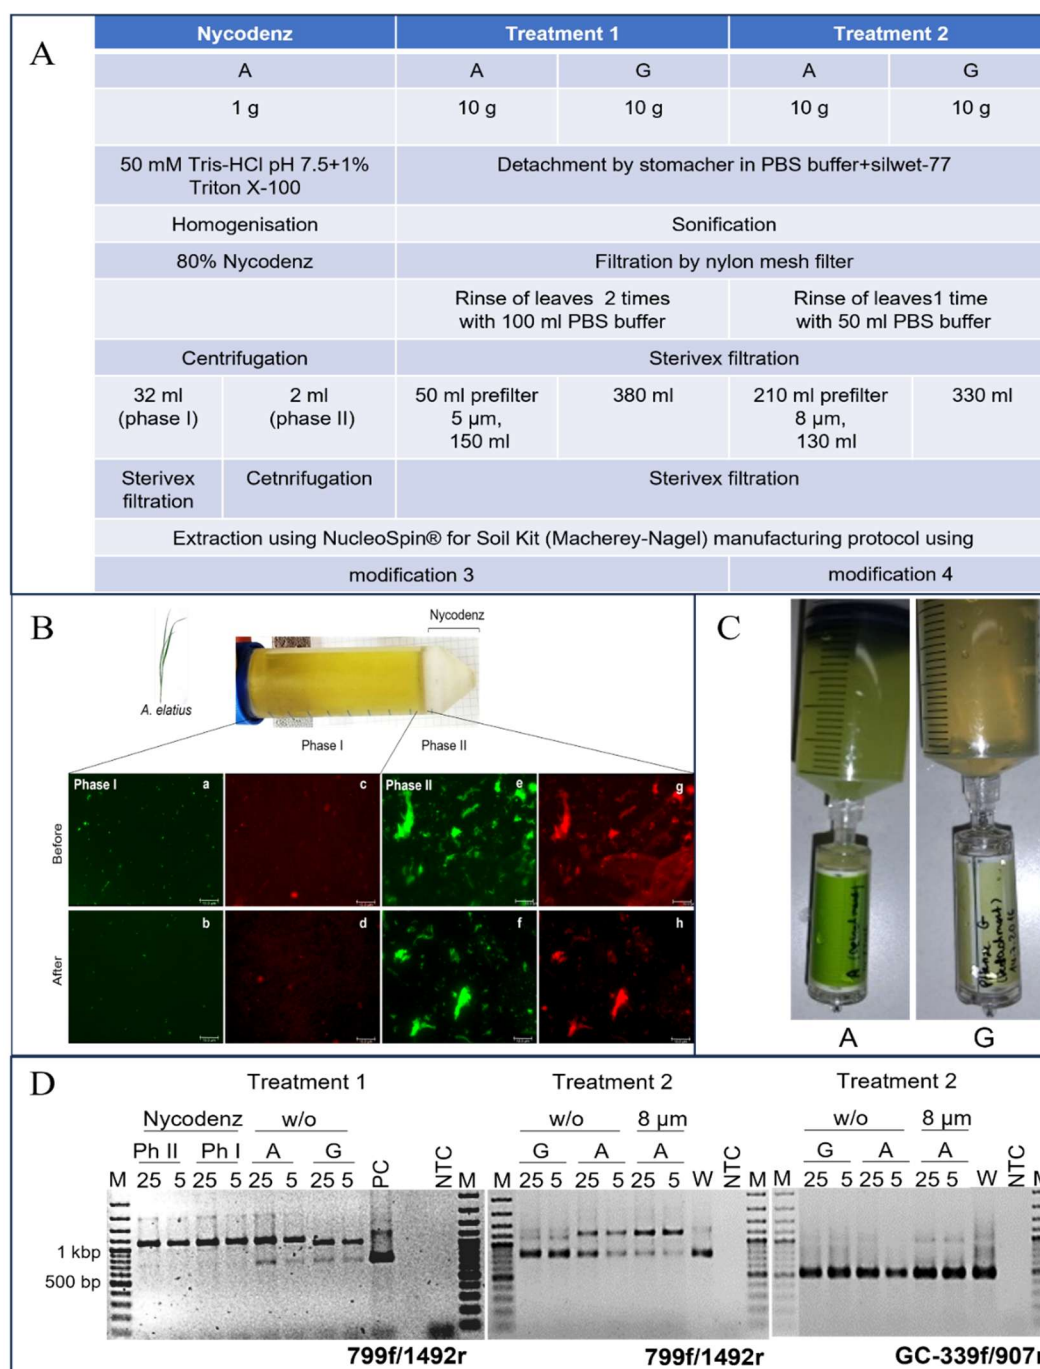 A
Nycodenz Treatment 1 Treatment 2
A A G A G
1 g 10 g 10 g 10 g 10 g
50 mM Tris-HCl pH 7.5+1%
Triton X-100
Detachment by stomacher in PBS buffer+silwet-77
Homogenisation Sonification
80% Nycodenz Filtration by nylon mesh filter
Rinse of leaves 2 times
with 100 ml PBS buffer
Rinse of leaves1 time
with 50 ml PBS buffer
Centrifugation Sterivex filtration
32 ml
(phase I)
2 ml
(phase II)
50 ml prefilter
5 µm,
150 ml
380 ml
210 ml prefilter
8 µm,
130 ml
330 ml
Sterivex
filtration
Cetnrifugation
Sterivex filtration
Extraction using NucleoSpin® for Soil Kit (Macherey-Nagel) manufacturing protocol using
modification 3 modification 4
B
Nycodenz
A. elatius
Phase I Phase II
Phase I a c Phase II e g
Before
b d f h
After
C
A G
D
Treatment 1 Treatment 2 Treatment 2
Nycodenz w/o w/o 8 µm w/o 8 µm
Ph II Ph I A G G A A G A A
M 25 5 25 5 25 5 25 5 PC NTC M 25 5 25 5 25 5 W NTC M M 25 5 25 5 25 5 W NTC M
1 kbp
500 bp
799f/1492r 799f/1492r GC-339f/907r